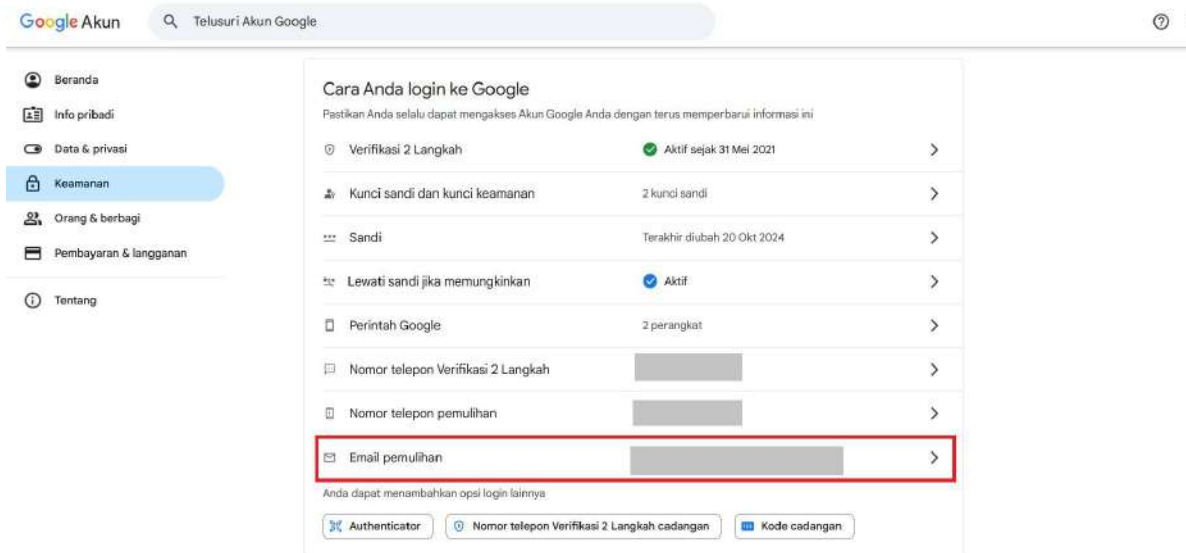 Google Akun
Telusuri Akun Google
Beranda
Info pribadi
Data & privasi
Keamanan
Orang & berbagi
Pembayaran & langganan
Tentang
Cara Anda login ke Google
Pastikan Anda selalu dapat mengakses Akun Google Anda dengan terus memperbarui informasi ini
Verifikasi 2 Langkah Aktif sejak 31 Mei 2021
Kunci sandi dan kunci keamanan 2 kunci sandi
Sandi Terakhir diubah 20 Okt 2024
Lewati sandi jika memungkinkan Aktif
Perintah Google 2 perangkat
Nomor telepon Verifikasi 2 Langkah
Nomor telepon pemulihan
Email pemulihan
Anda dapat menambahkan opsi login lainnya
Authenticator Nomor telepon Verifikasi 2 Langkah cadangan Kode cadangan